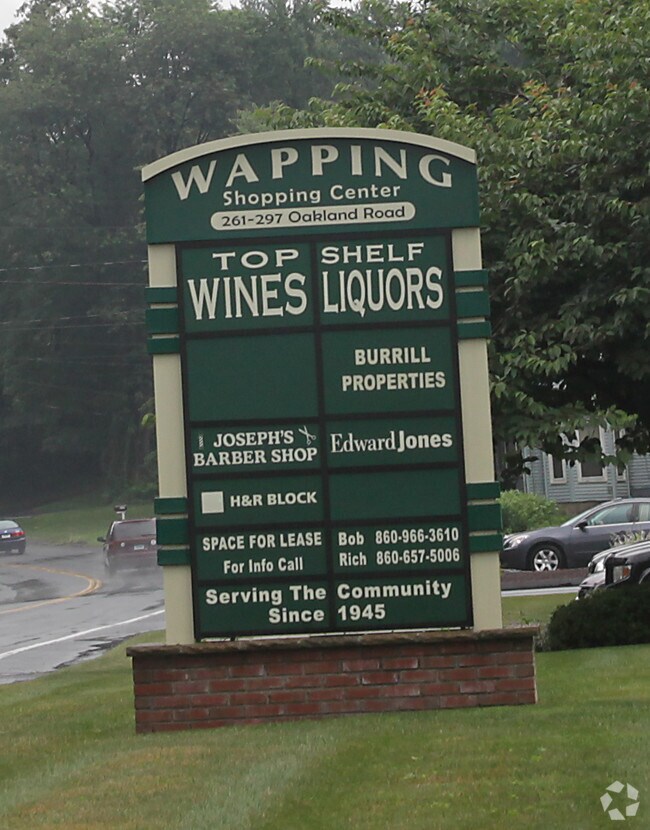 WAPPING
Shopping Center
261-297 Oakland Road
TOP SHELF
WINES LIQUORS
BURRILL
PROPERTIES
JOSEPH'S
BARBER SHOP
Edward Jones
H&R BLOCK
SPACE FOR LEASE
For Info Call
Bob 860-966-3610
Rich 860-657-5006
Serving The Community
Since 1945